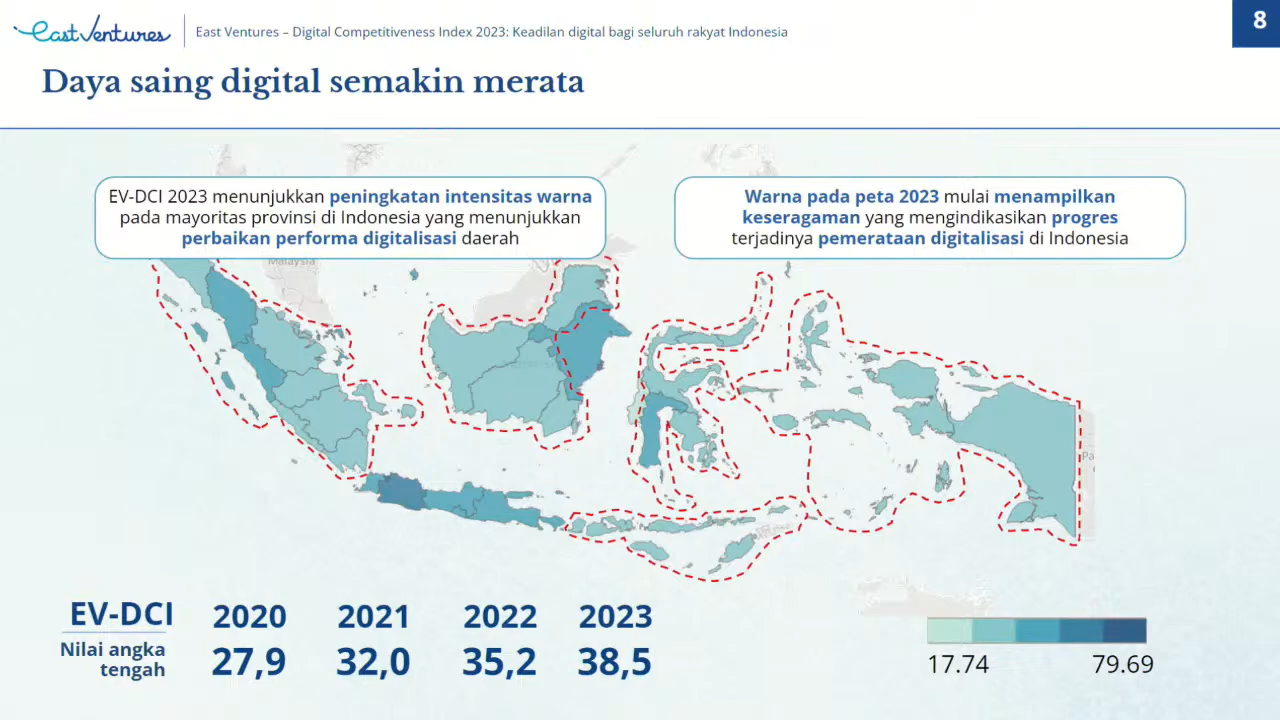 East Ventures
East Ventures – Digital Competitiveness Index 2023: Keadilan digital bagi seluruh rakyat Indonesia
8
Daya saing digital semakin merata
EV-DCI 2023 menunjukkan peningkatan intensitas warna
pada mayoritas provinsi di Indonesia yang menunjukkan
perbaikan performa digitalisasi daerah
Warna pada peta 2023 mulai menampilkan
keseragaman yang mengindikasikan progres
terjadinya pemerataan digitalisasi di Indonesia
Malaysia
EV-DCI 2020 2021 2022 2023
Nilai angka
tengah
27,9 32,0 35,2 38,5
17.74 79.69